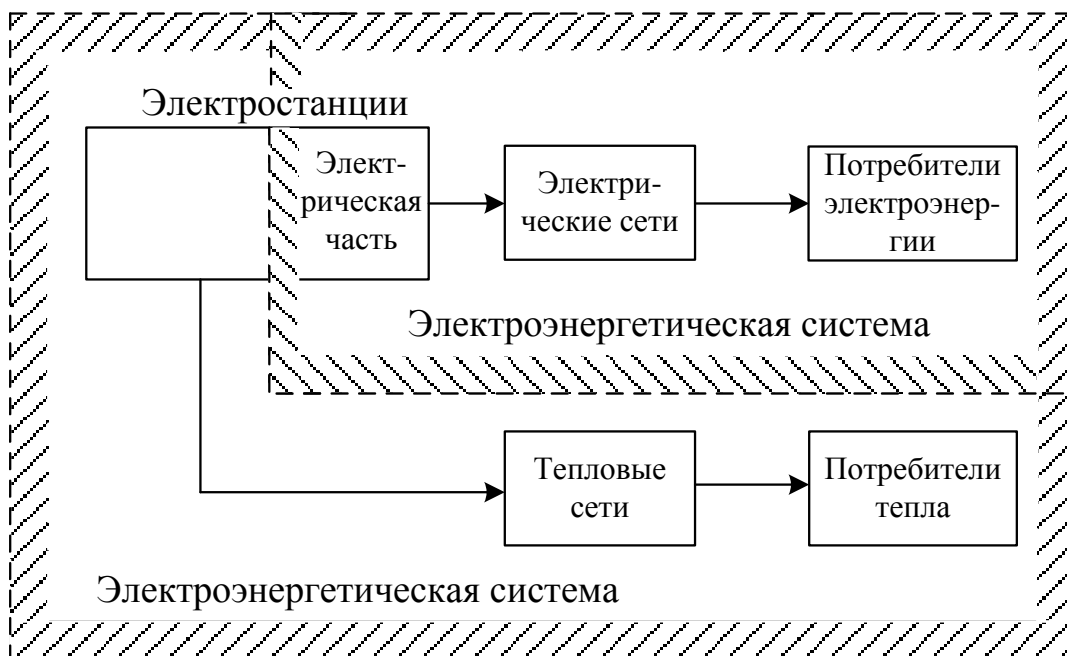 Электростанции
Элект-
рическая
часть
Электри-
ческие сети
Потребители
электроэнер-
гии
Электроэнергетическая система
Тепловые
сети
Потребители
тепла
Электроэнергетическая система